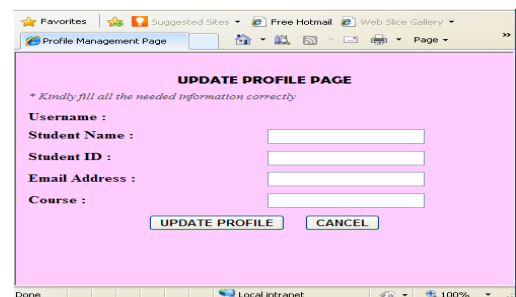 Favorites Suggested Sites Free Hotmail Web Slice Gallery
Profile Management Page Page »
UPDATE PROFILE PAGE
* Kindly fill all the needed information correctly
Username :
Student Name :
Student ID :
Email Address :
Course :
UPDATE PROFILE CANCEL
Done Local intranet 100%